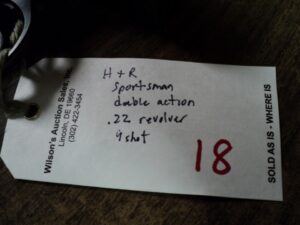 Wilson's Auction Sales, Inc.
Lincoln, DE 19960
(302) 422-3454
H + R
Sportsman
double action
.22 revolver
9 shot
18
SOLD AS IS - WHERE IS